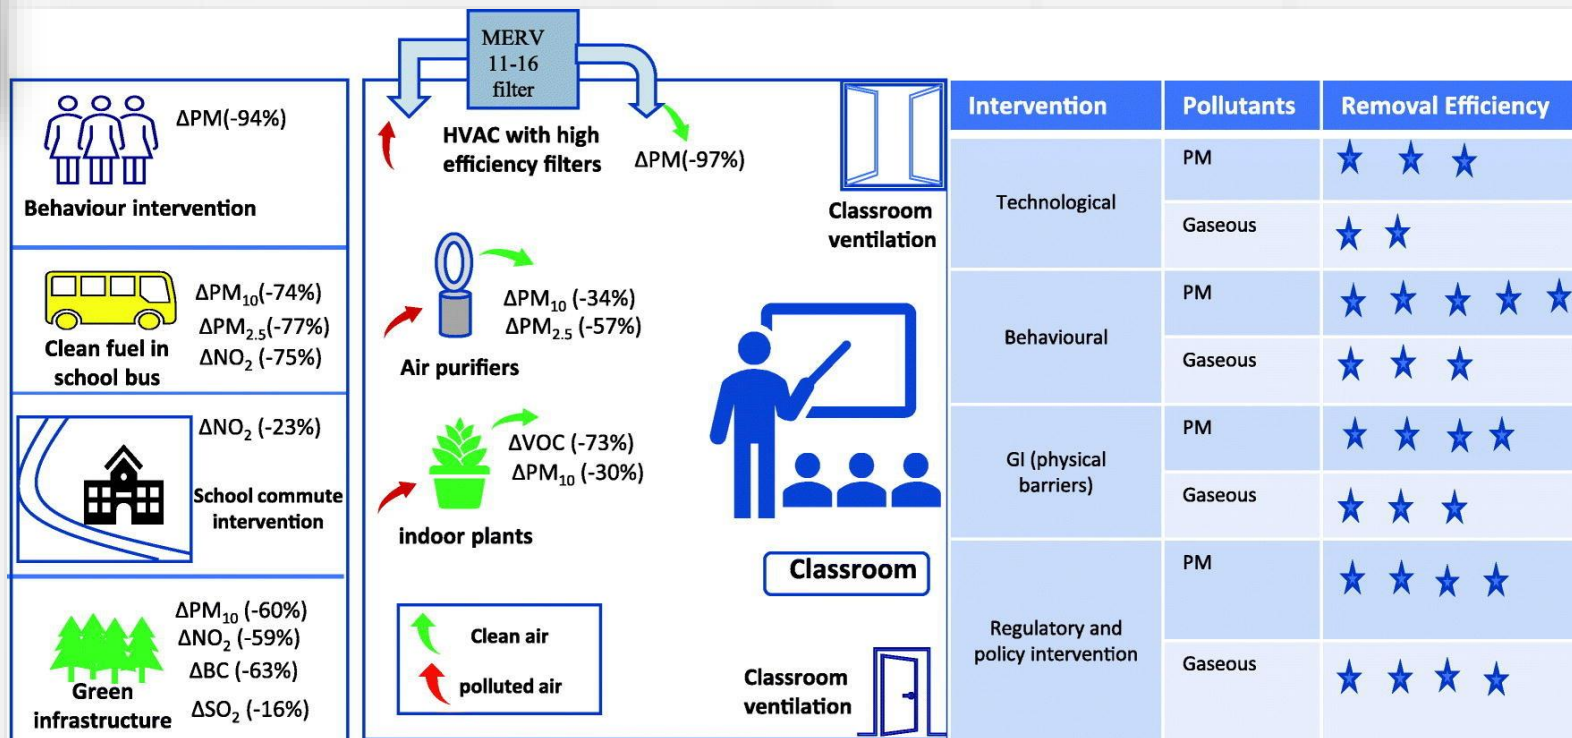 ΔPM(-94%)
Behaviour intervention
ΔPM₁₀(-74%)
ΔPM₂.₅(-77%)
ΔNO₂ (-75%)
Clean fuel in
school bus
ΔNO₂ (-23%)
School commute
intervention
ΔPM₁₀ (-60%)
ΔNO₂ (-59%)
ΔBC (-63%)
ΔSO₂ (-16%)
Green
infrastructure
MERV
11-16
filter
HVAC with high
efficiency filters
ΔPM(-97%)
ΔPM₁₀ (-34%)
ΔPM₂.₅ (-57%)
Air purifiers
ΔVOC (-73%)
ΔPM₁₀ (-30%)
indoor plants
Clean air
polluted air
Classroom
ventilation
Classroom
Classroom
ventilation
Intervention Pollutants Removal Efficiency
Technological
PM
Gaseous
Behavioural
PM
Gaseous
GI (physical
barriers)
PM
Gaseous
Regulatory and
policy intervention
PM
Gaseous